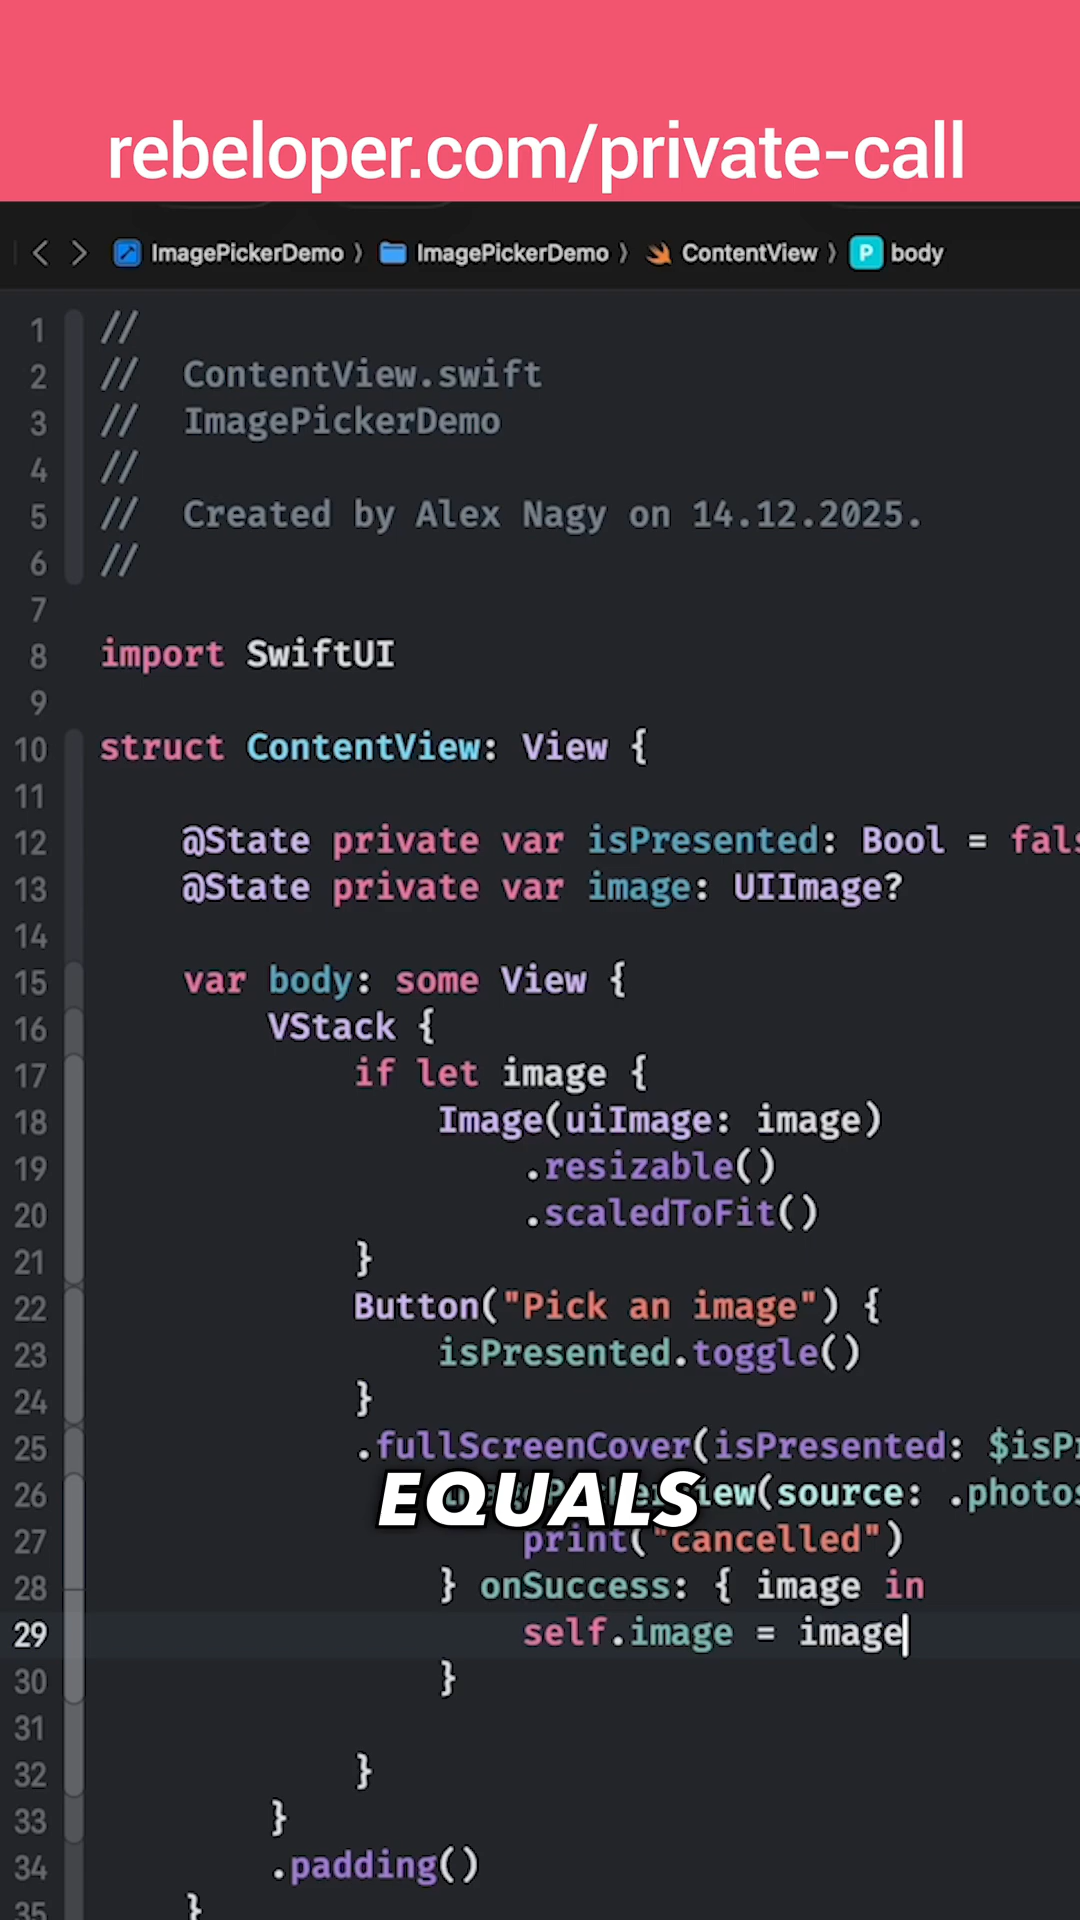 rebeloper.com/private-call
ImagePickerDemo 〉 ImagePickerDemo 〉 ContentView 〉 P body
1 //
2 //  ContentView.swift
3 //  ImagePickerDemo
4 //
5 //  Created by Alex Nagy on 14.12.2025.
6 //
7
8 import SwiftUI
9
10 struct ContentView: View {
11
12     @State private var isPresented: Bool = fals
13     @State private var image: UIImage?
14
15     var body: some View {
16         VStack {
17             if let image {
18                 Image(uiImage: image)
19                     .resizable()
20                     .scaledToFit()
21             }
22             Button("Pick an image") {
23                 isPresented.toggle()
24             }
25             .fullScreenCover(isPresented: $isP
EQUALS
26 iew(source: .photos
27                     print("cancelled")
28                 } onSuccess: { image in
29                     self.image = image
30                 }
31
32             }
33         }
34         .padding()
35     }